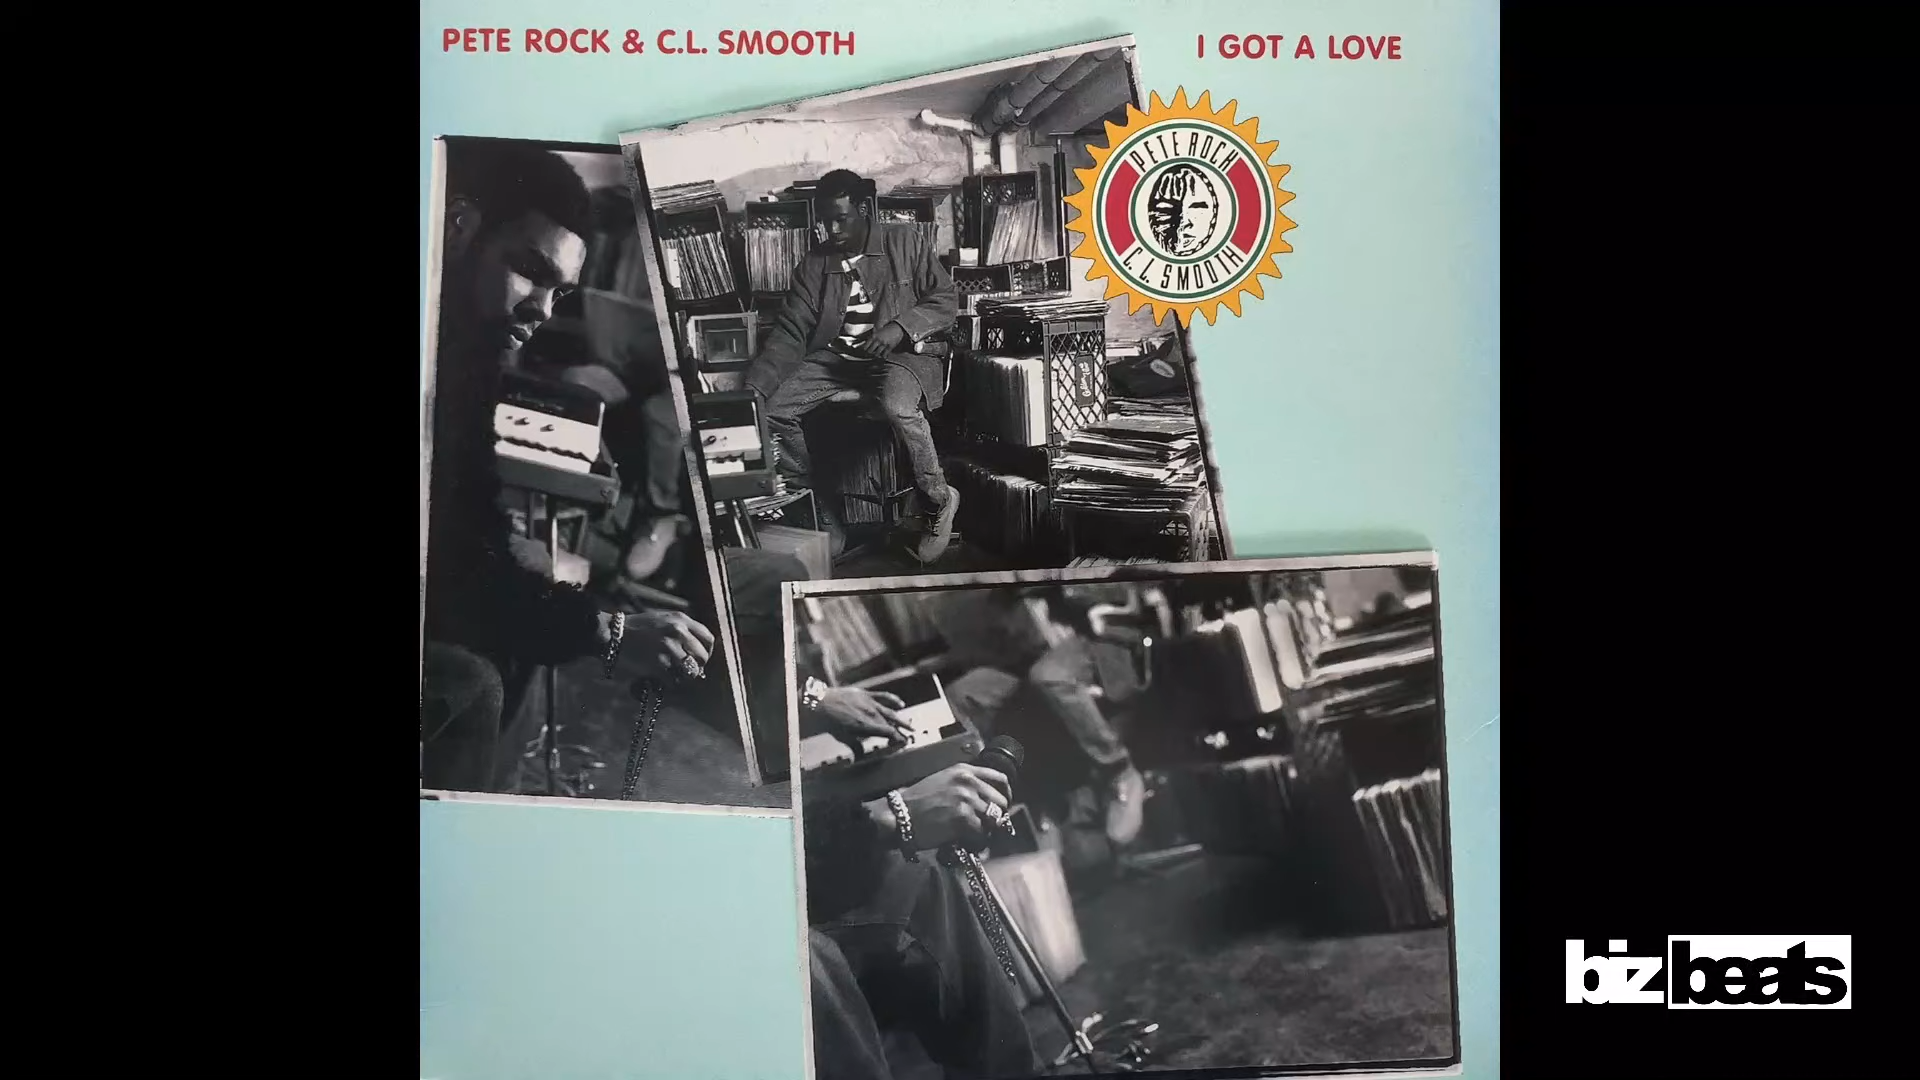 PETE ROCK & C.L. SMOOTH
I GOT A LOVE
PETE ROCK
C. L. SMOOTH
biz beats